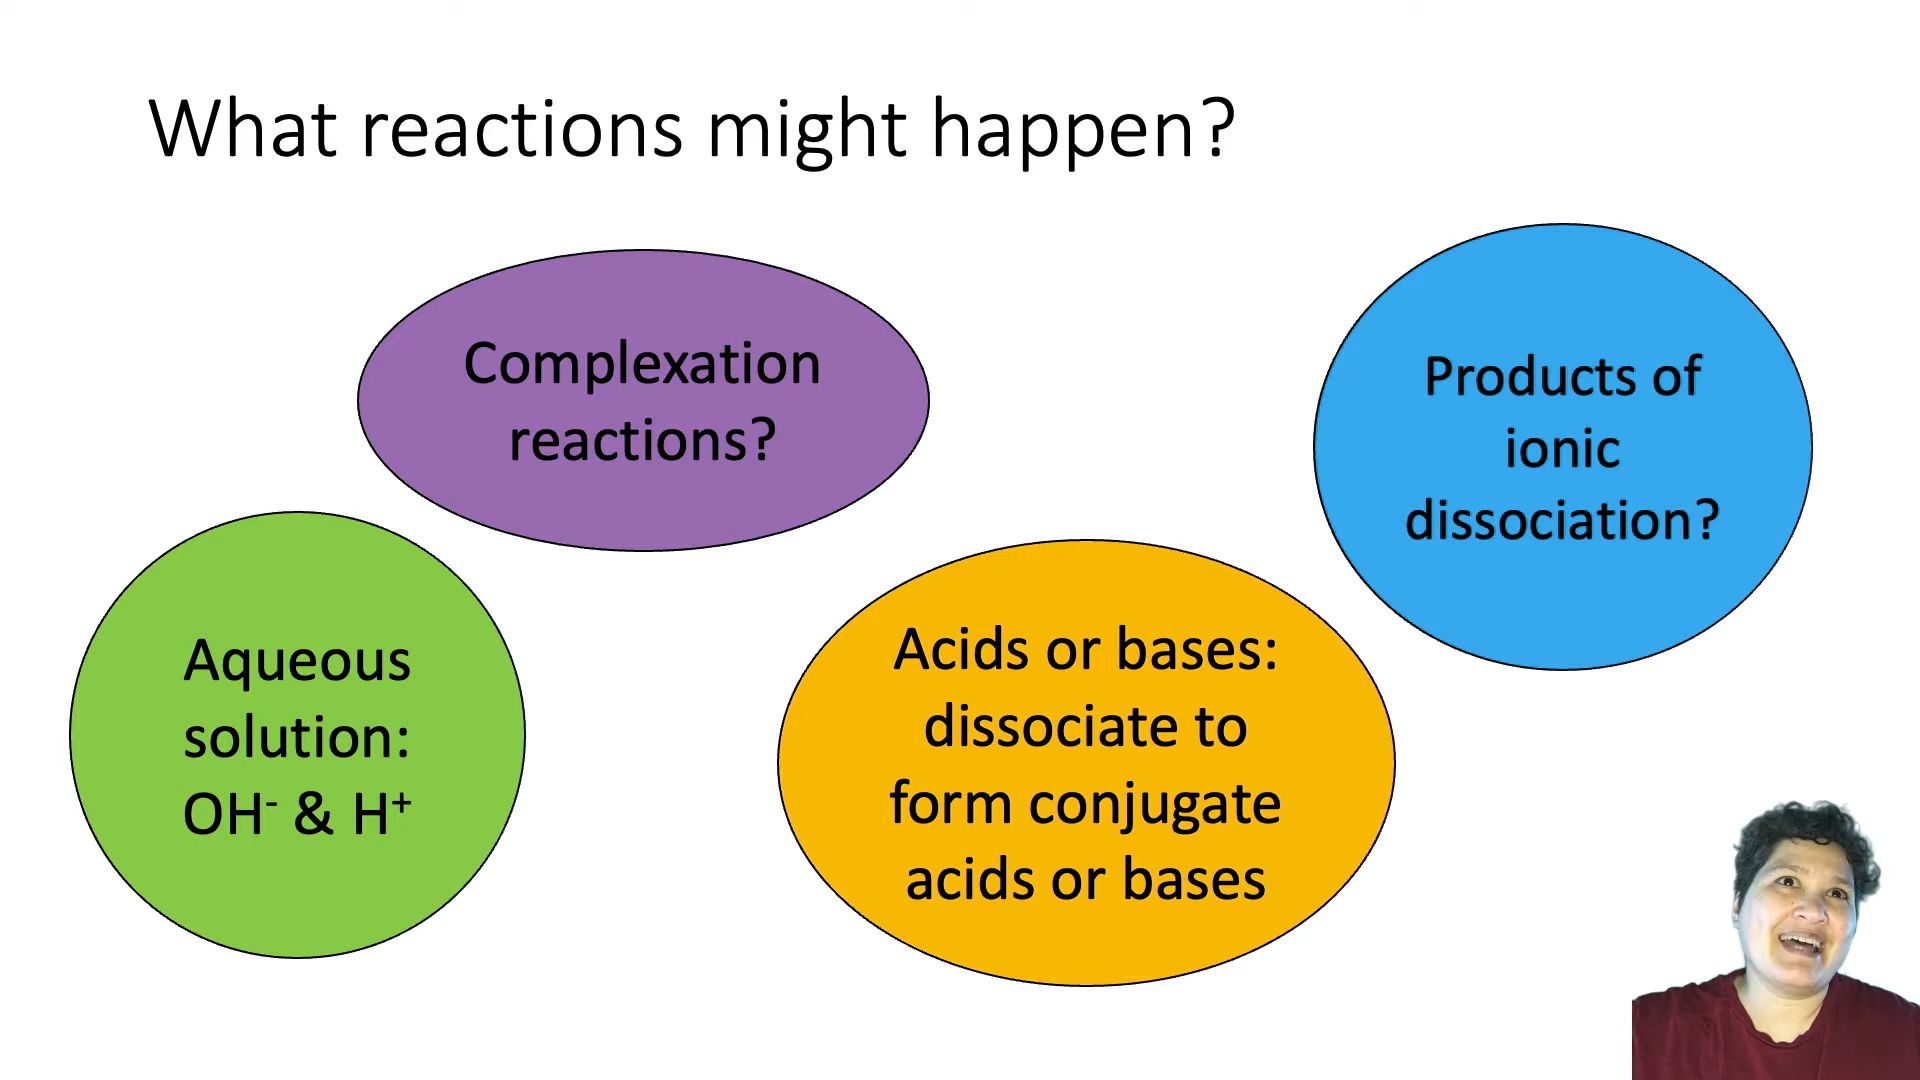 What reactions might happen?
Complexation
reactions?
Products of
ionic
dissociation?
Aqueous
solution:
OH⁻ & H⁺
Acids or bases:
dissociate to
form conjugate
acids or bases